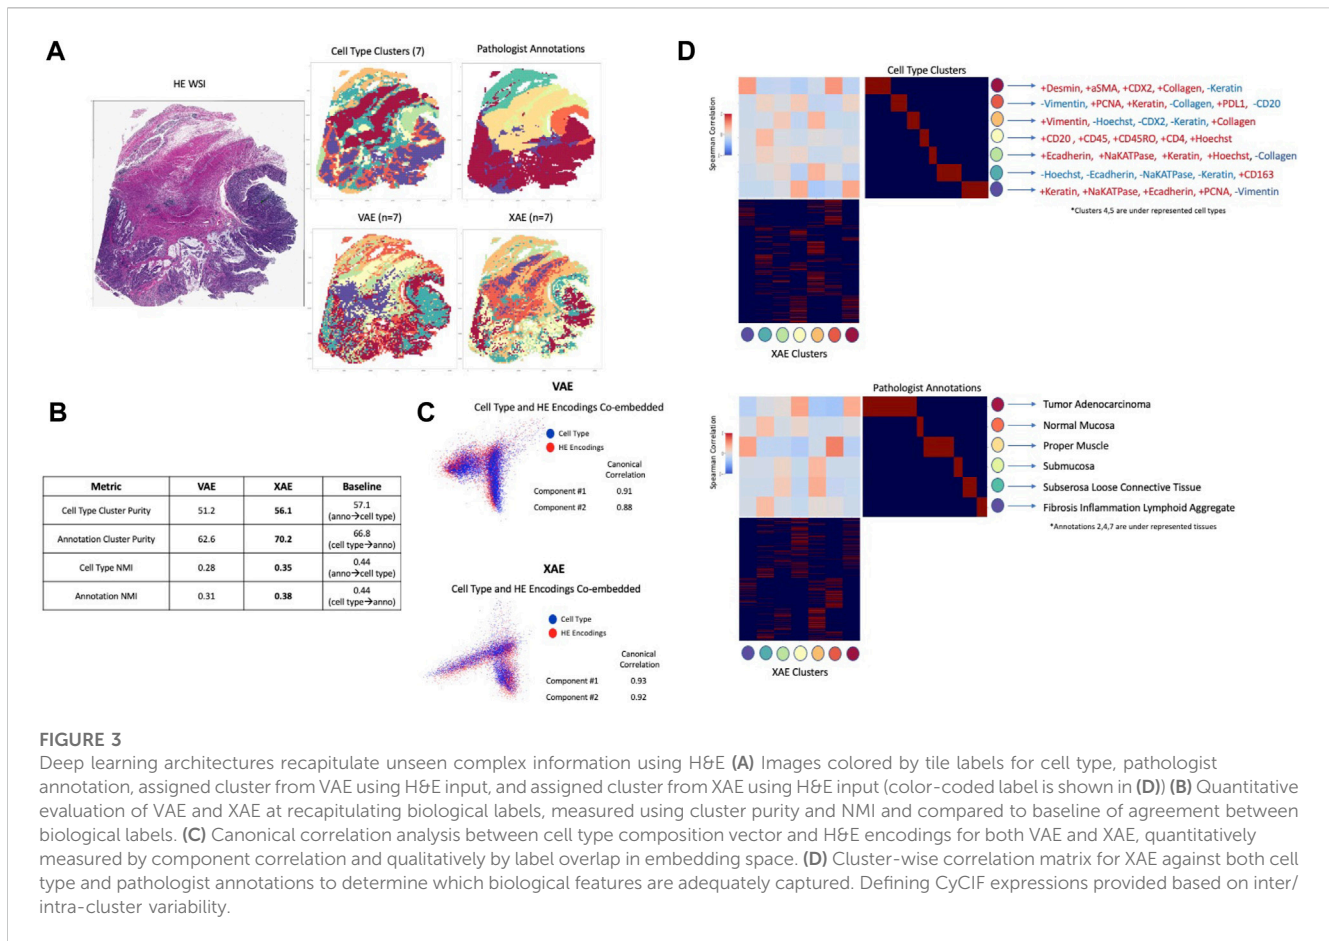 A
HE WSI
Cell Type Clusters (7)
Pathologist Annotations
VAE (n=7)
XAE (n=7)
B
Metric VAE XAE Baseline
Cell Type Cluster Purity 51.2 56.1 57.1 (anno→cell type)
Annotation Cluster Purity 62.6 70.2 66.8 (cell type→anno)
Cell Type NMI 0.28 0.35 0.44 (anno→cell type)
Annotation NMI 0.31 0.38 0.44 (cell type→anno)
C
VAE
Cell Type and HE Encodings Co-embedded
Cell Type
HE Encodings
Canonical
Correlation
Component #1 0.91
Component #2 0.88
XAE
Cell Type and HE Encodings Co-embedded
Cell Type
HE Encodings
Canonical
Correlation
Component #1 0.93
Component #2 0.92
D
Cell Type Clusters
Spearman Correlation
+Desmin, +aSMA, +CDX2, +Collagen, -Keratin
-Vimentin, +PCNA, +Keratin, -Collagen, +PDL1, -CD20
+Vimentin, -Hoechst, -CDX2, -Keratin, +Collagen
+CD20 , +CD45, +CD45RO, +CD4, +Hoechst
+Ecadherin, +NaKATPase, +Keratin, +Hoechst, -Collagen
-Hoechst, -Ecadherin, -NaKATPase, -Keratin, +CD163
+Keratin, +NaKATPase, +Ecadherin, +PCNA, -Vimentin
*Clusters 4,5 are under represented cell types
XAE Clusters
Pathologist Annotations
Spearman Correlation
Tumor Adenocarcinoma
Normal Mucosa
Proper Muscle
Submucosa
Subserosa Loose Connective Tissue
Fibrosis Inflammation Lymphoid Aggregate
*Annotations 2,4,7 are under represented tissues
XAE Clusters
FIGURE 3
Deep learning architectures recapitulate unseen complex information using H&E (A) Images colored by tile labels for cell type, pathologist
annotation, assigned cluster from VAE using H&E input, and assigned cluster from XAE using H&E input (color-coded label is shown in (D)) (B) Quantitative
evaluation of VAE and XAE at recapitulating biological labels, measured using cluster purity and NMI and compared to baseline of agreement between
biological labels. (C) Canonical correlation analysis between cell type composition vector and H&E encodings for both VAE and XAE, quantitatively
measured by component correlation and qualitatively by label overlap in embedding space. (D) Cluster-wise correlation matrix for XAE against both cell
type and pathologist annotations to determine which biological features are adequately captured. Defining CyCIF expressions provided based on inter/
intra-cluster variability.